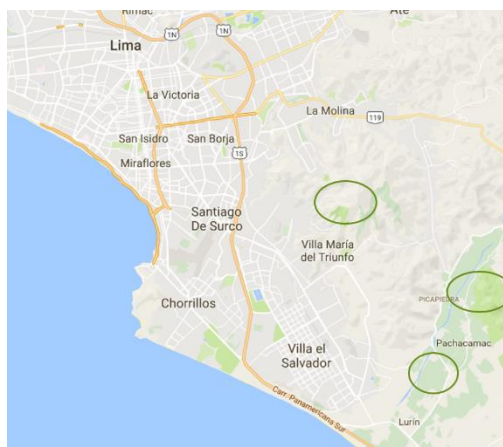 Rimac
Ate
1N
1N
Lima
La Victoria
La Molina
119
San Isidro
San Borja
1S
Miraflores
Santiago
De Surco
Villa María
del Triunfo
Chorrillos
PICAPIEDRA
Pachacamac
Villa el
Salvador
Carr. Panamericana Sur
Lurín